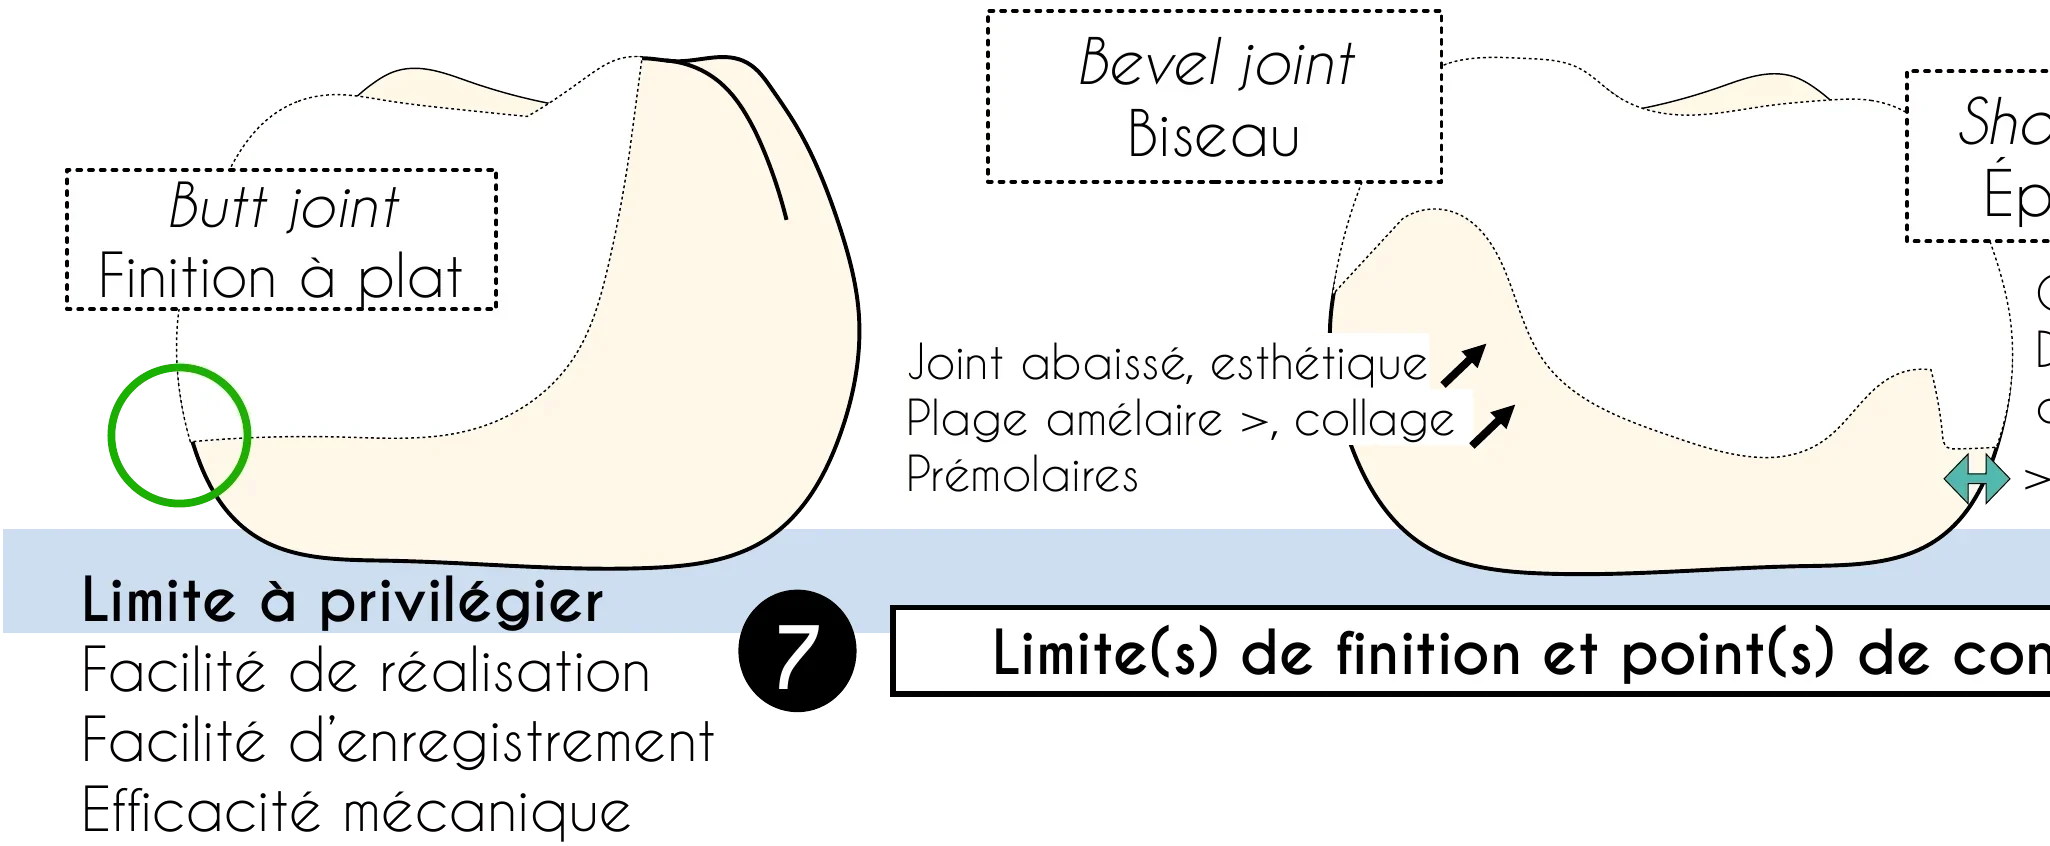 Butt joint
Finition à plat
Limite à privilégier
Facilité de réalisation
Facilité d'enregistrement
Efficacité mécanique
Bevel joint
Biseau
Joint abaissé, esthétique
Plage amélaire >, collage
Prémolaires
>
7
Limite(s) de finition et point(s) de